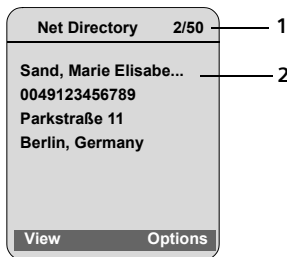 Net Directory 2/50 1
Sand, Marie Elisabe... 2
0049123456789
Parkstraße 11
Berlin, Germany
View Options